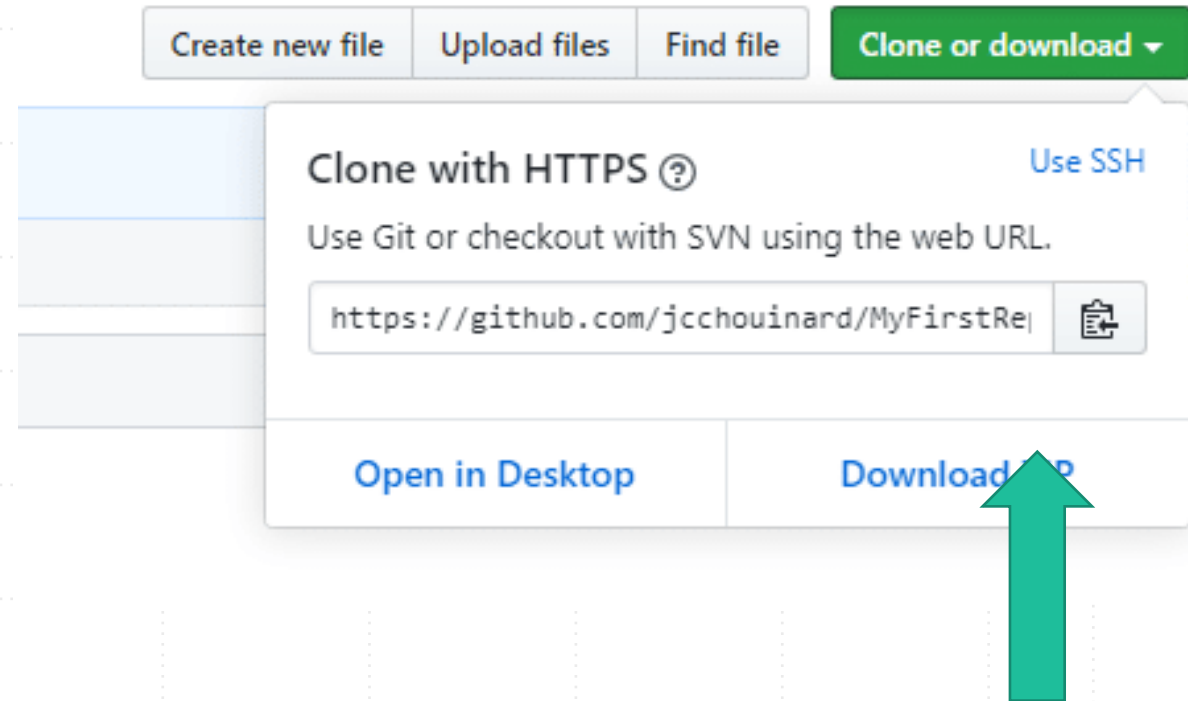 Create new file Upload files Find file Clone or download
Clone with HTTPS Use SSH
Use Git or checkout with SVN using the web URL.
https://github.com/jcchouinard/MyFirstRe
Open in Desktop Download